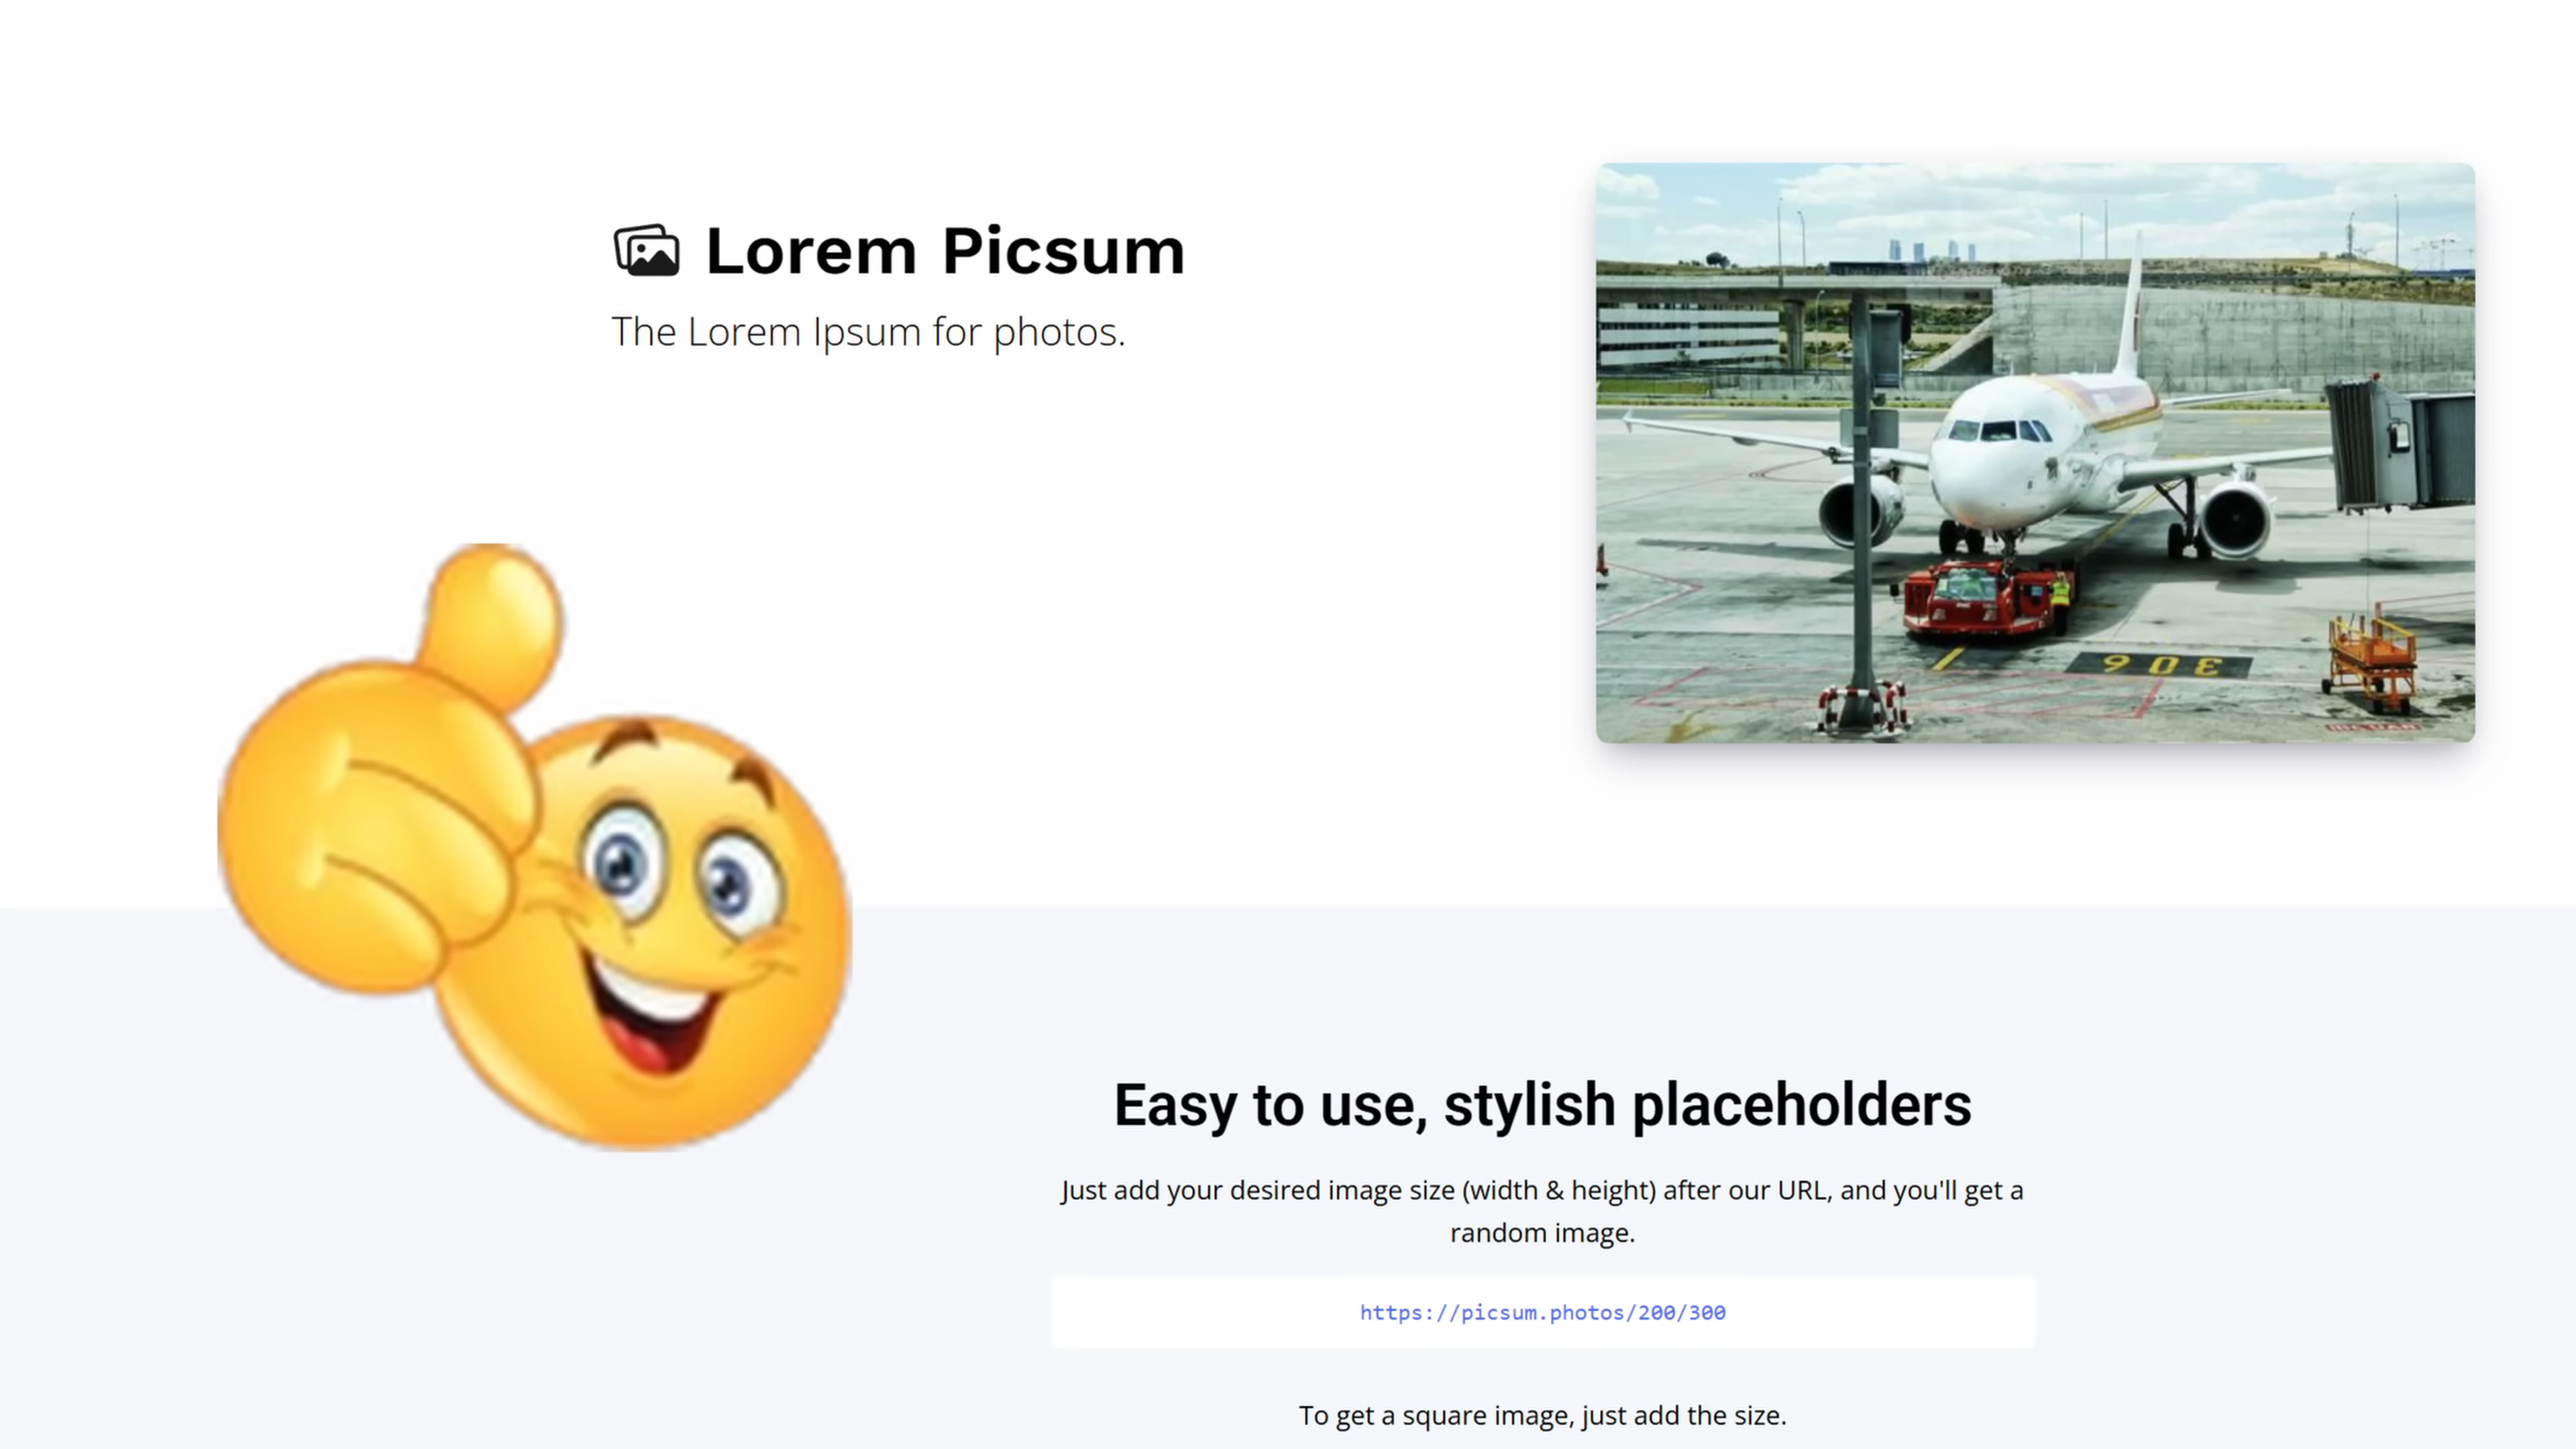 Lorem Picsum
The Lorem Ipsum for photos.
306
Easy to use, stylish placeholders
Just add your desired image size (width & height) after our URL, and you'll get a
random image.
https://picsum.photos/200/300
To get a square image, just add the size.